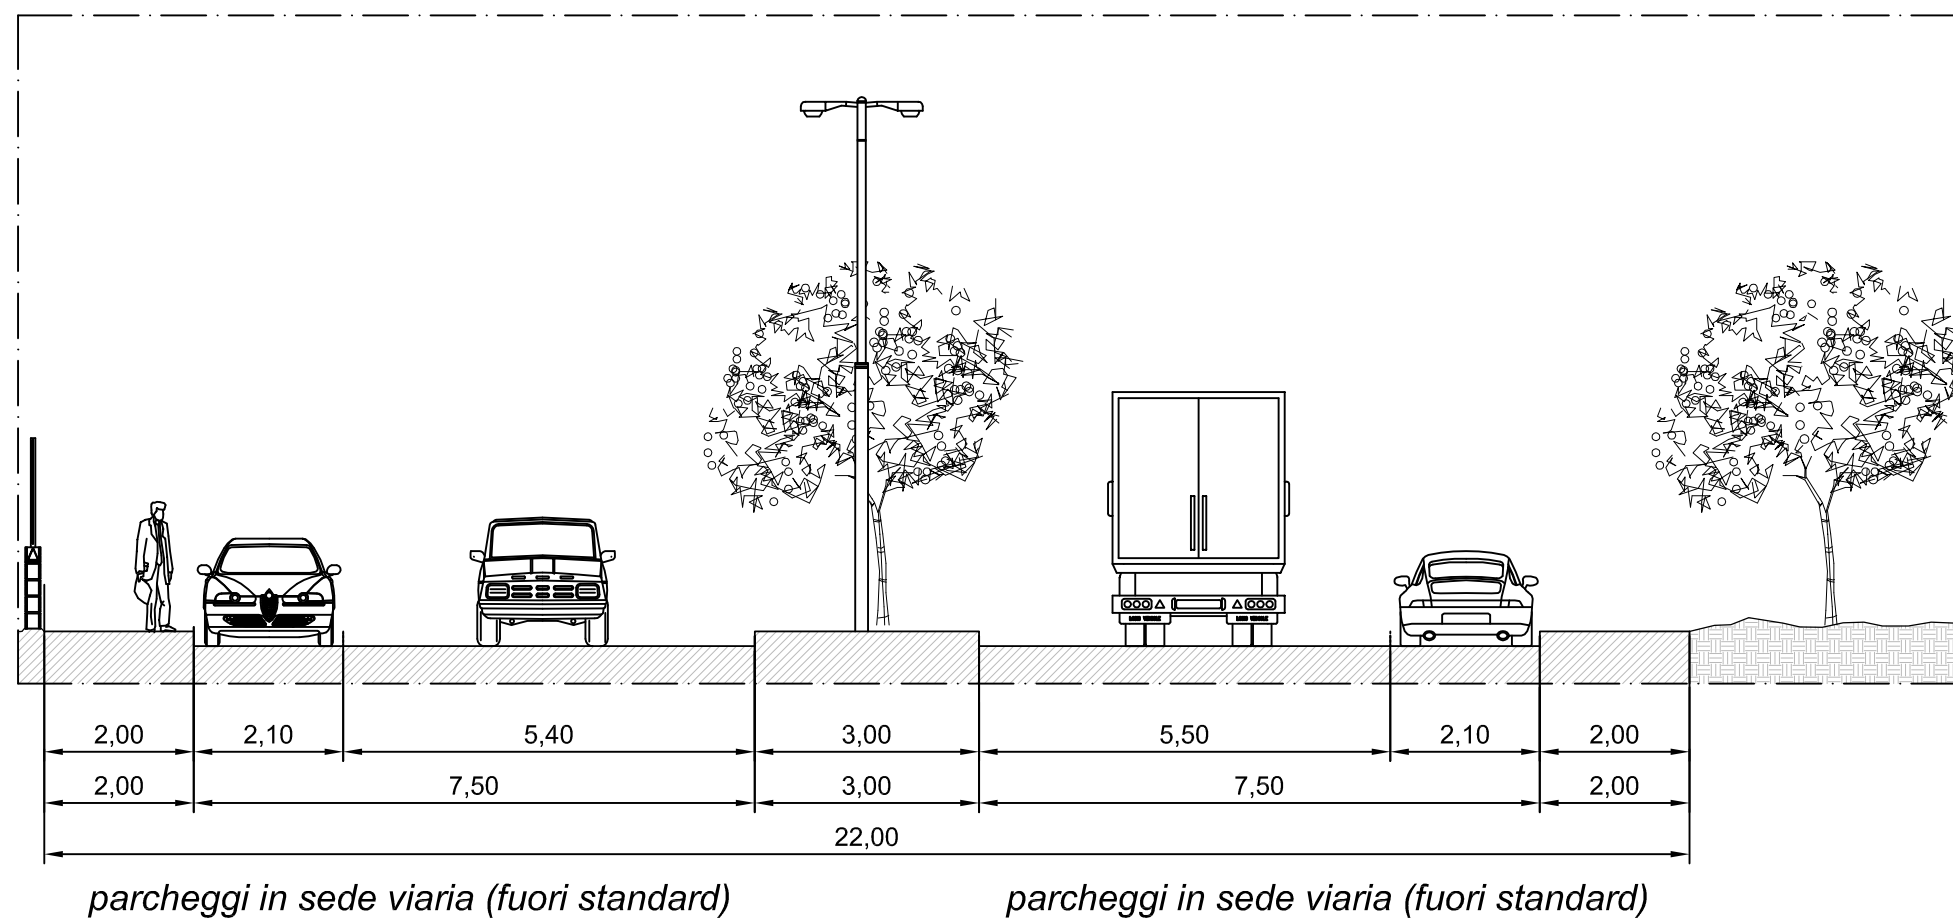 2,00 2,10 5,40 3,00 5,50 2,10 2,00
2,00 7,50 3,00 7,50 2,00
22,00
parcheggi in sede viaria (fuori standard) parcheggi in sede viaria (fuori standard)